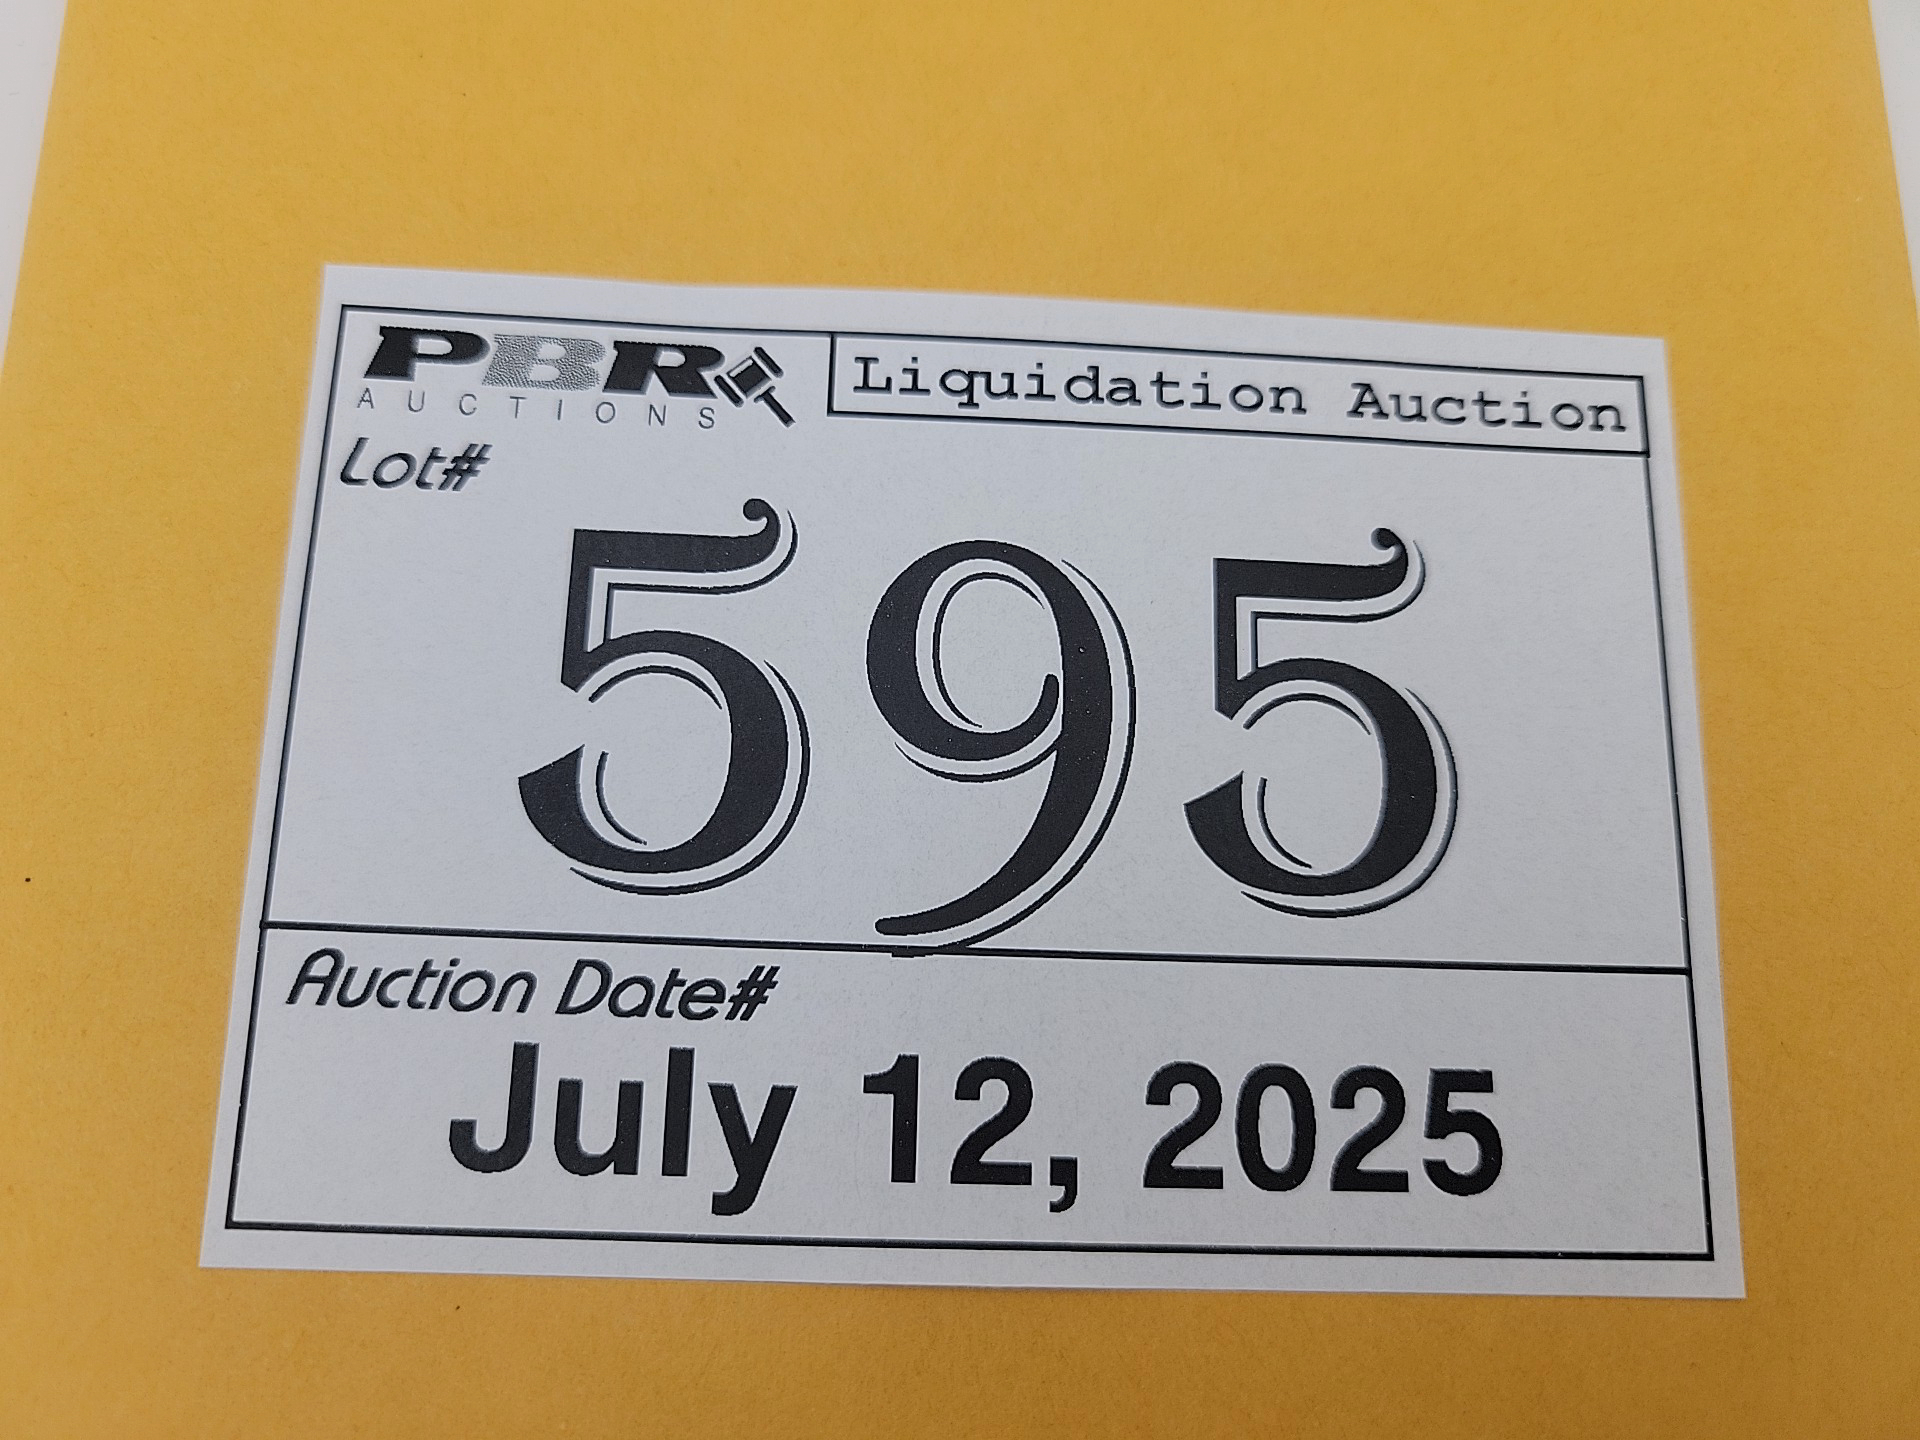 PBR
AUCTIONS
Liquidation Auction
Lot#
595
Auction Date#
July 12, 2025